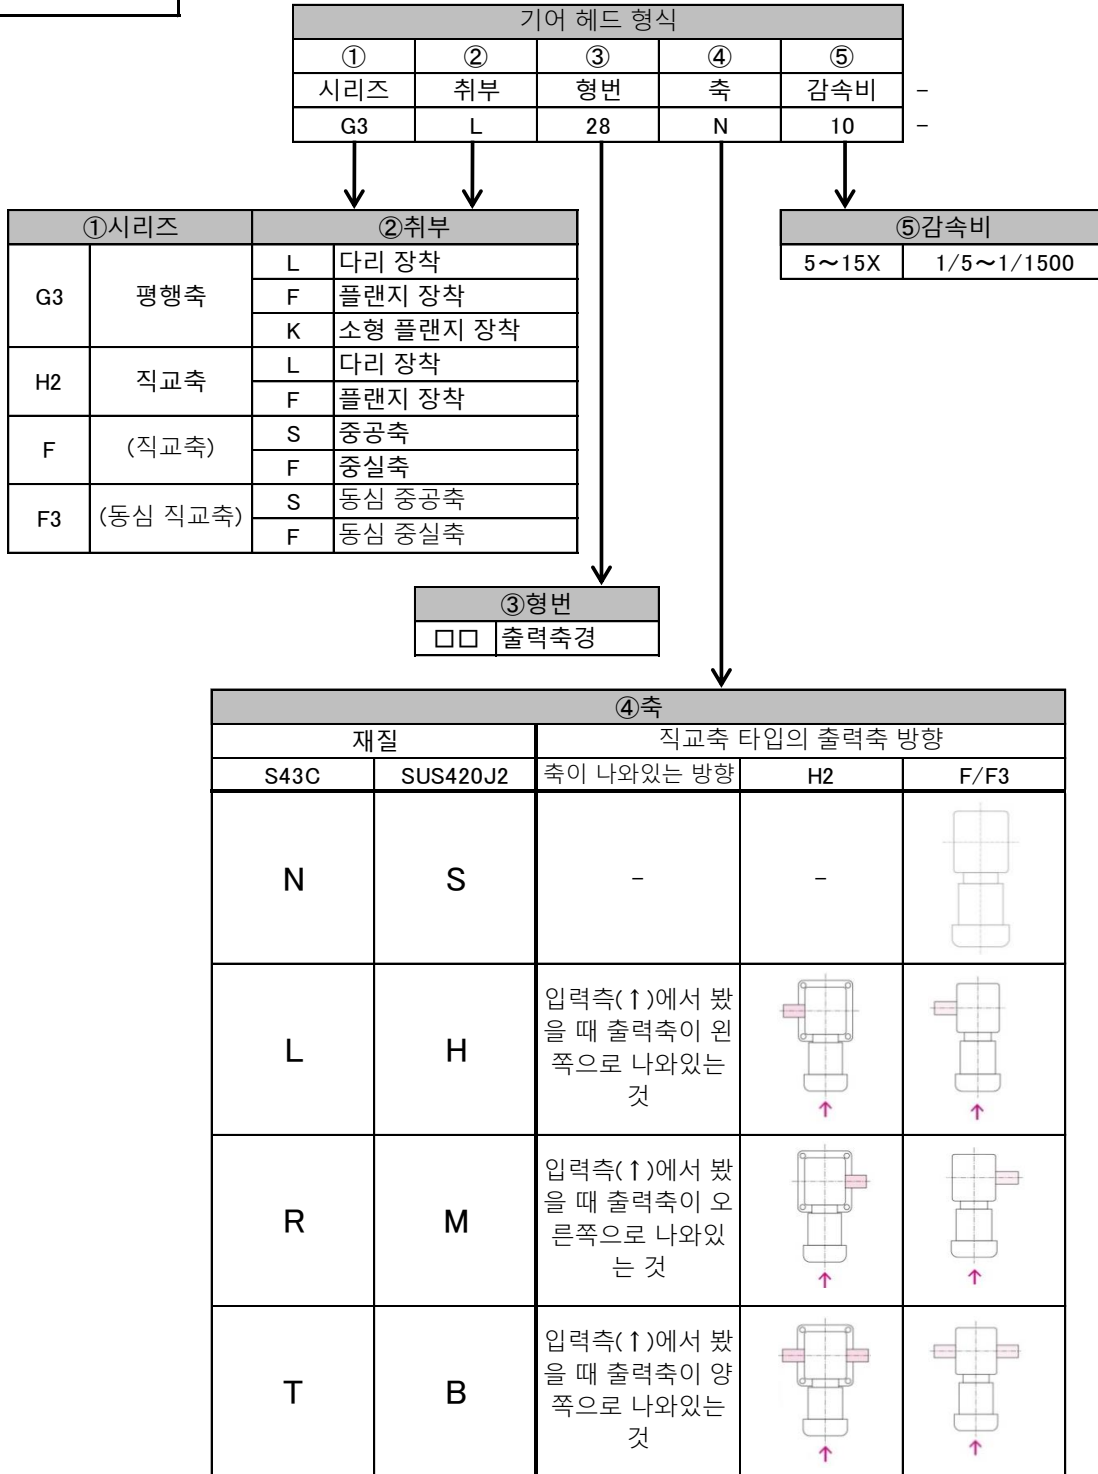 기어 헤드 형식
① ② ③ ④ ⑤
시리즈 취부 형번 축 감속비 -
G3 L 28 N 10 -
①시리즈 ②취부
G3 평행축 L 다리 장착
F 플랜지 장착
K 소형 플랜지 장착
H2 직교축 L 다리 장착
F 플랜지 장착
F (직교축) S 중공축
F 중실축
F3 (동심 직교축) S 동심 중공축
F 동심 중실축
⑤감속비
5~15X 1/5~1/1500
③형번
□□ 출력축경
④축
재질 직교축 타입의 출력축 방향
S43C SUS420J2 축이 나와있는 방향 H2 F/F3
N S - -
L H 입력측(↑)에서 봤
을 때 출력축이 왼
쪽으로 나와있는
것
↑ ↑
R M 입력측(↑)에서 봤
을 때 출력축이 오
른쪽으로 나와있
는 것
↑ ↑
T B 입력측(↑)에서 봤
을 때 출력축이 양
쪽으로 나와있는
것
↑ ↑